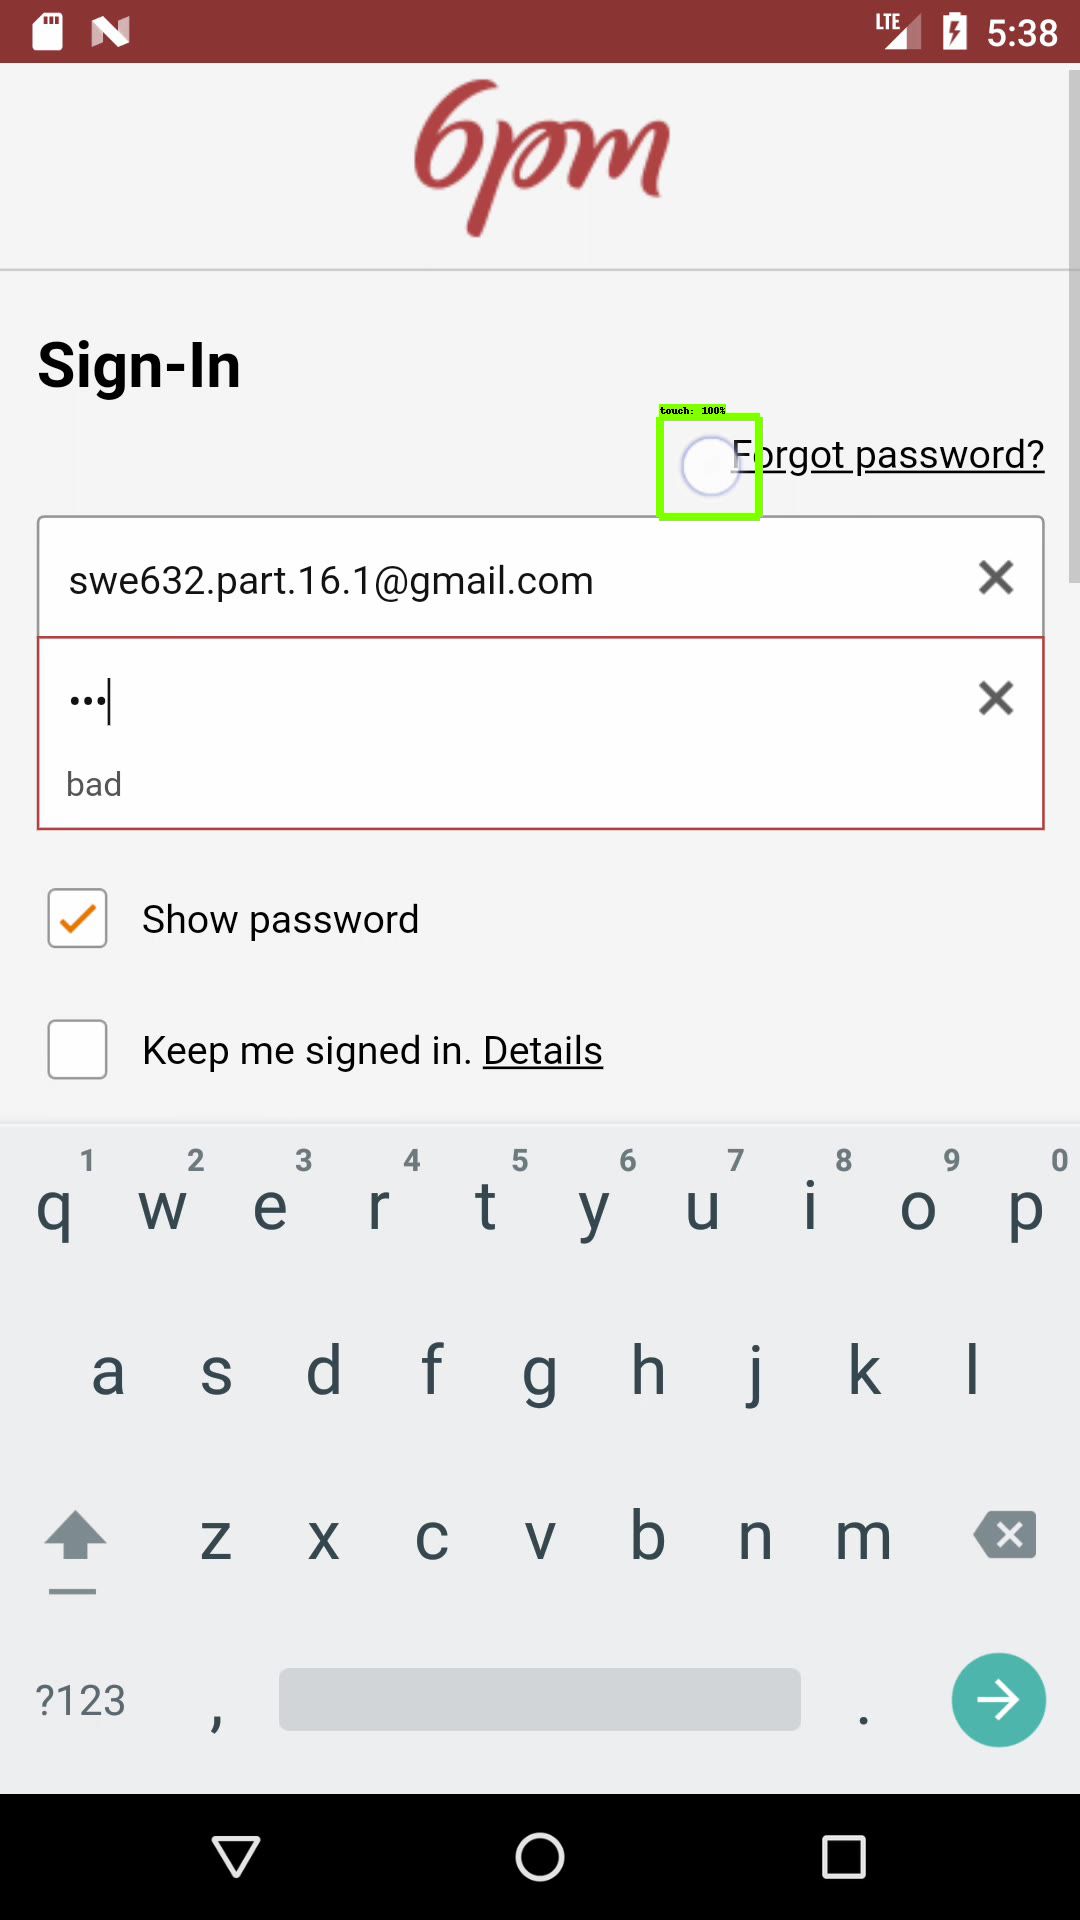 LTE 5:38
6pm
Sign-In
touch: 100%
Forgot password?
swe632.part.16.1@gmail.com
•••
bad
Show password
Keep me signed in. Details
1 2 3 4 5 6 7 8 9 0
q w e r t y u i o p
a s d f g h j k l
z x c v b n m
?123 , .